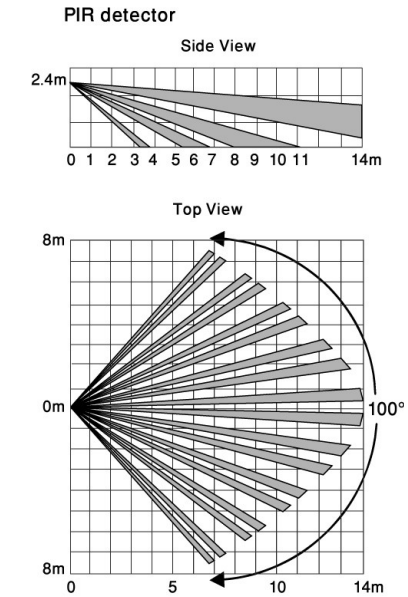 PIR detector
Side View
2.4m
0 1 2 3 4 5 6 7 8 9 10 11 14m
Top View
8m
0m
100°
8m
0 5 10 14m